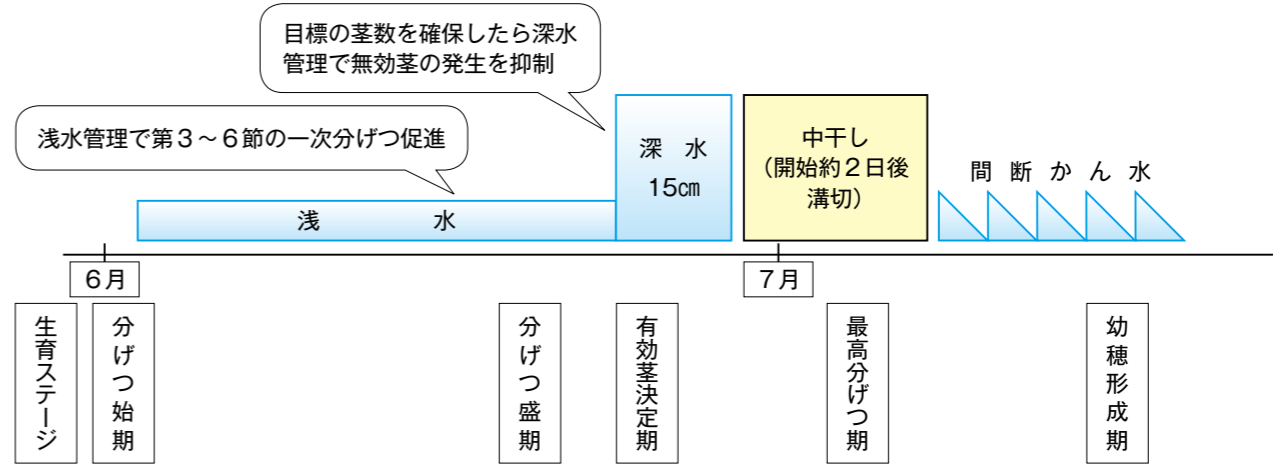 目標の茎数を確保したら深水
管理で無効茎の発生を抑制
浅水管理で第3～6節の一次分げつ促進
浅水
深水
15㎝
中干し
（開始約2日後
溝切）
間断かん水
6月
7月
生育ステージ
分げつ始期
分げつ盛期
有効茎決定期
最高分げつ期
幼穂形成期